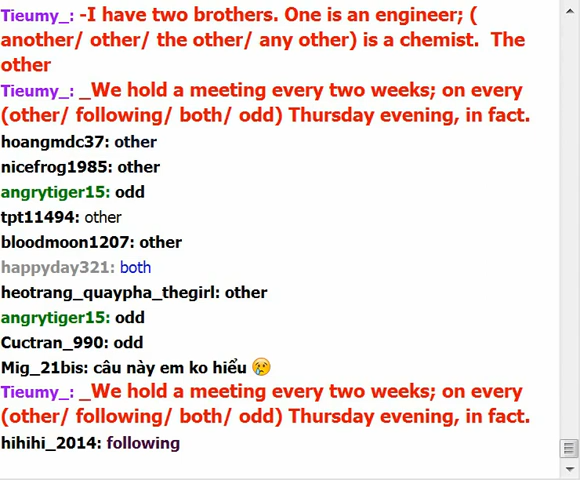 Tieumy_: -I have two brothers. One is an engineer; (
another/ other/ the other/ any other) is a chemist.  The
other
Tieumy_: _We hold a meeting every two weeks; on every
(other/ following/ both/ odd) Thursday evening, in fact.
hoangmdc37: other
nicefrog1985: other
angrytiger15: odd
tpt11494: other
bloodmoon1207: other
happyday321: both
heotrang_quaypha_thegirl: other
angrytiger15: odd
Cuctran_990: odd
Mig_21bis: câu này em ko hiểu 😢
Tieumy_: _We hold a meeting every two weeks; on every
(other/ following/ both/ odd) Thursday evening, in fact.
hihihi_2014: following